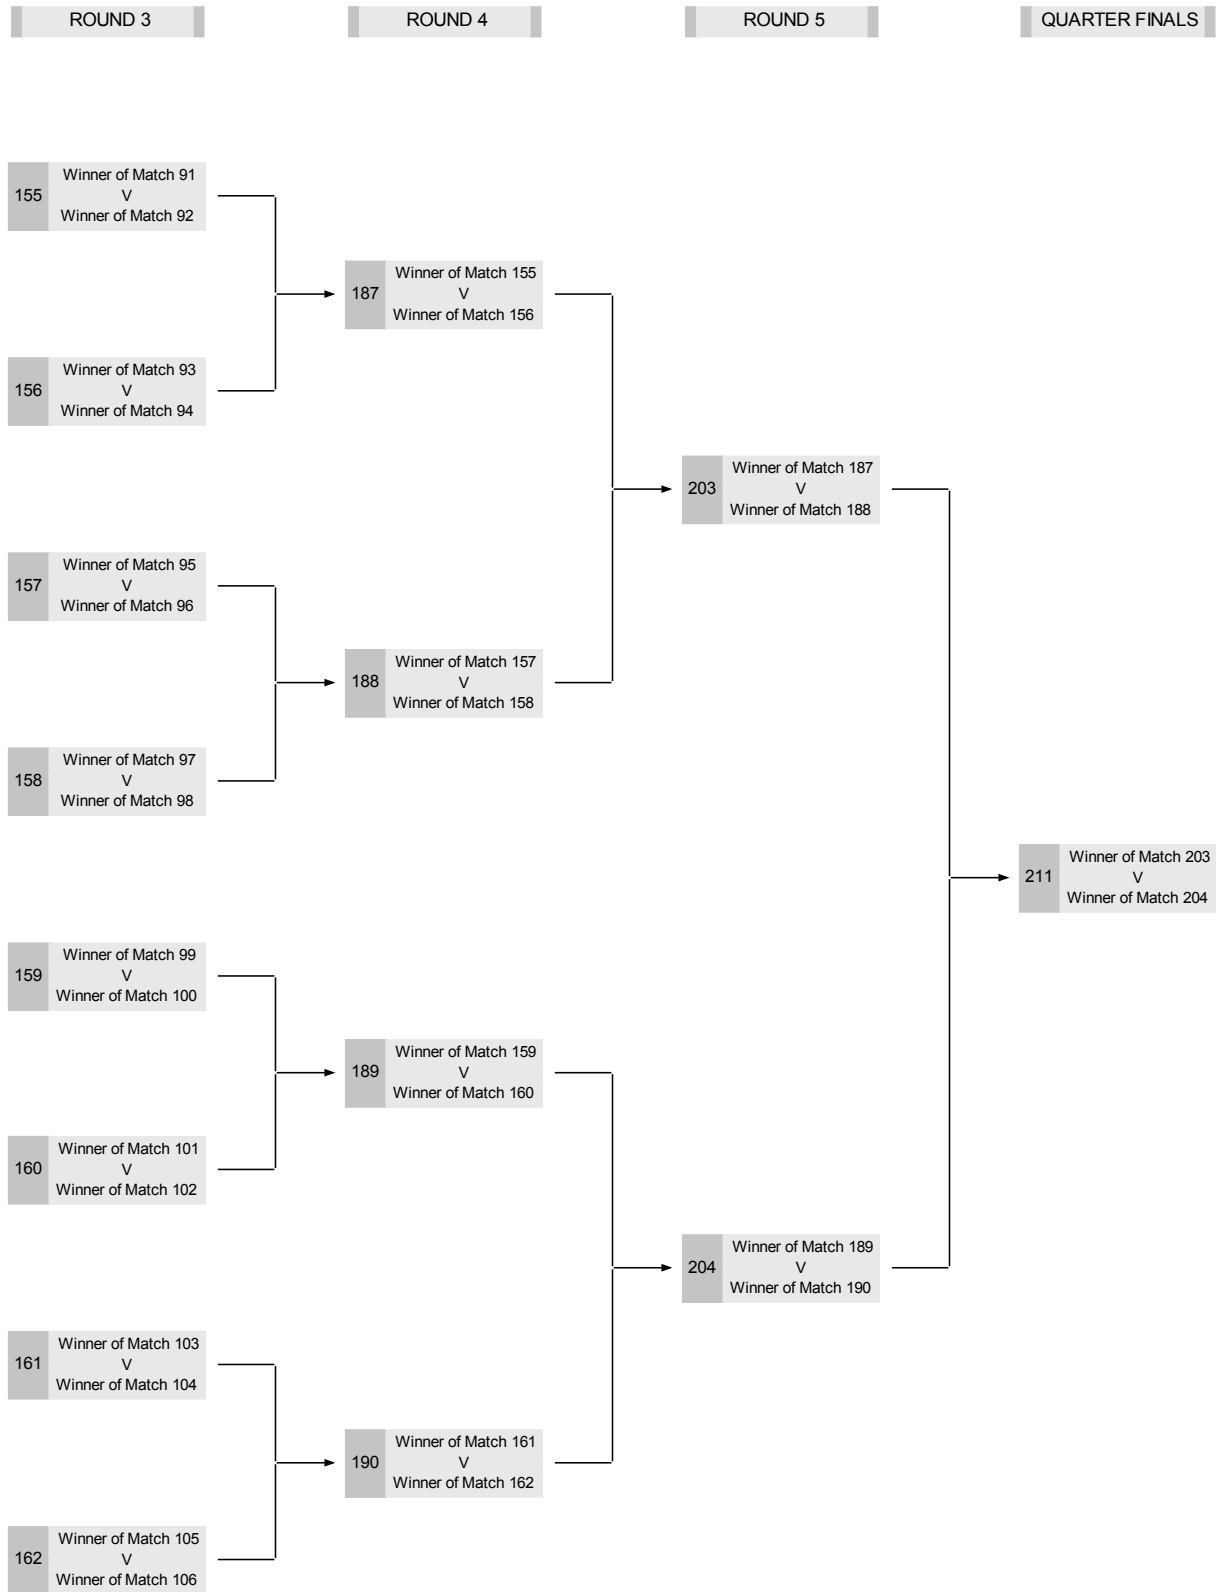 ROUND 3
ROUND 4
ROUND 5
QUARTER FINALS
155
Winner of Match 91
V
Winner of Match 92
156
Winner of Match 93
V
Winner of Match 94
157
Winner of Match 95
V
Winner of Match 96
158
Winner of Match 97
V
Winner of Match 98
159
Winner of Match 99
V
Winner of Match 100
160
Winner of Match 101
V
Winner of Match 102
161
Winner of Match 103
V
Winner of Match 104
162
Winner of Match 105
V
Winner of Match 106
187
Winner of Match 155
V
Winner of Match 156
188
Winner of Match 157
V
Winner of Match 158
189
Winner of Match 159
V
Winner of Match 160
190
Winner of Match 161
V
Winner of Match 162
203
Winner of Match 187
V
Winner of Match 188
204
Winner of Match 189
V
Winner of Match 190
211
Winner of Match 203
V
Winner of Match 204